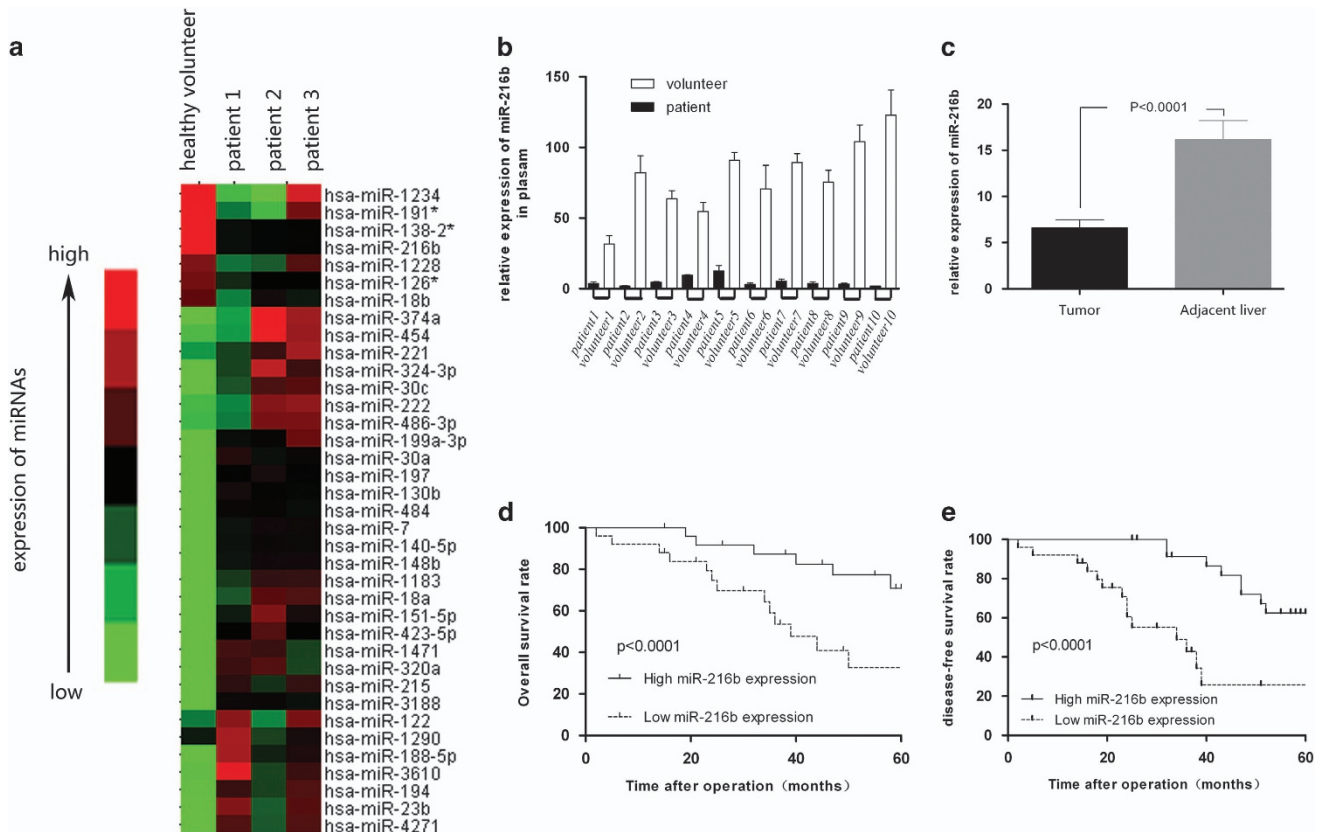 a
healthy volunteer
patient 1
patient 2
patient 3
high
expression of miRNAs
low
hsa-miR-1234
hsa-miR-191*
hsa-miR-138-2*
hsa-miR-216b
hsa-miR-1228
hsa-miR-126*
hsa-miR-18b
hsa-miR-374a
hsa-miR-454
hsa-miR-221
hsa-miR-324-3p
hsa-miR-30c
hsa-miR-222
hsa-miR-486-3p
hsa-miR-199a-3p
hsa-miR-30a
hsa-miR-197
hsa-miR-130b
hsa-miR-484
hsa-miR-7
hsa-miR-140-5p
hsa-miR-148b
hsa-miR-1183
hsa-miR-18a
hsa-miR-151-5p
hsa-miR-423-5p
hsa-miR-1471
hsa-miR-320a
hsa-miR-215
hsa-miR-3188
hsa-miR-122
hsa-miR-1290
hsa-miR-188-5p
hsa-miR-3610
hsa-miR-194
hsa-miR-23b
hsa-miR-4271
b
relative expression of miR-216b
in plasam
150
100
50
0
volunteer
patient
patient1
volunteer1
patient2
volunteer2
patient3
volunteer3
patient4
volunteer4
patient5
volunteer5
patient6
volunteer6
patient7
volunteer7
patient8
volunteer8
patient9
volunteer9
patient10
volunteer10
c
relative expression of miR-216b
20
15
10
5
0
P<0.0001
Tumor
Adjacent liver
d
Overall survival rate
100
80
60
40
20
0
p<0.0001
High miR-216b expression
Low miR-216b expression
0
20
40
60
Time after operation（months）
e
disease-free survival rate
100
80
60
40
20
0
p<0.0001
High miR-216b expression
Low miR-216b expression
0
20
40
60
Time after operation（months）